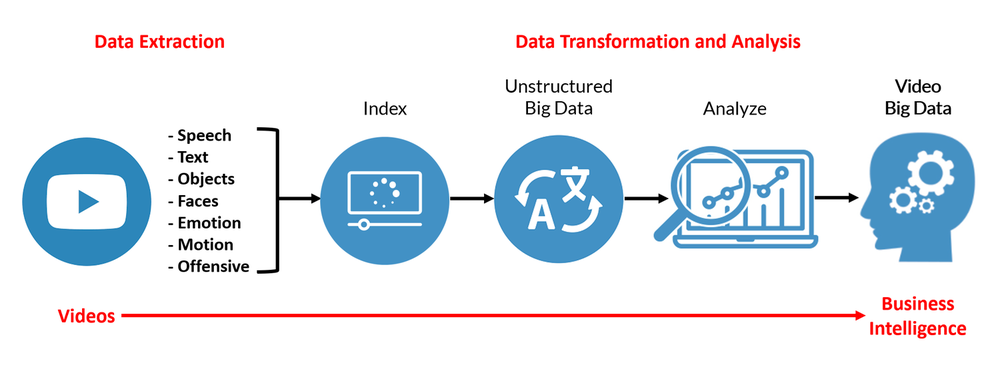 Data Extraction
Data Transformation and Analysis
- Speech
- Text
- Objects
- Faces
- Emotion
- Motion
- Offensive
Index
Unstructured
Big Data
A 文
Analyze
Video
Big Data
Videos
Business
Intelligence